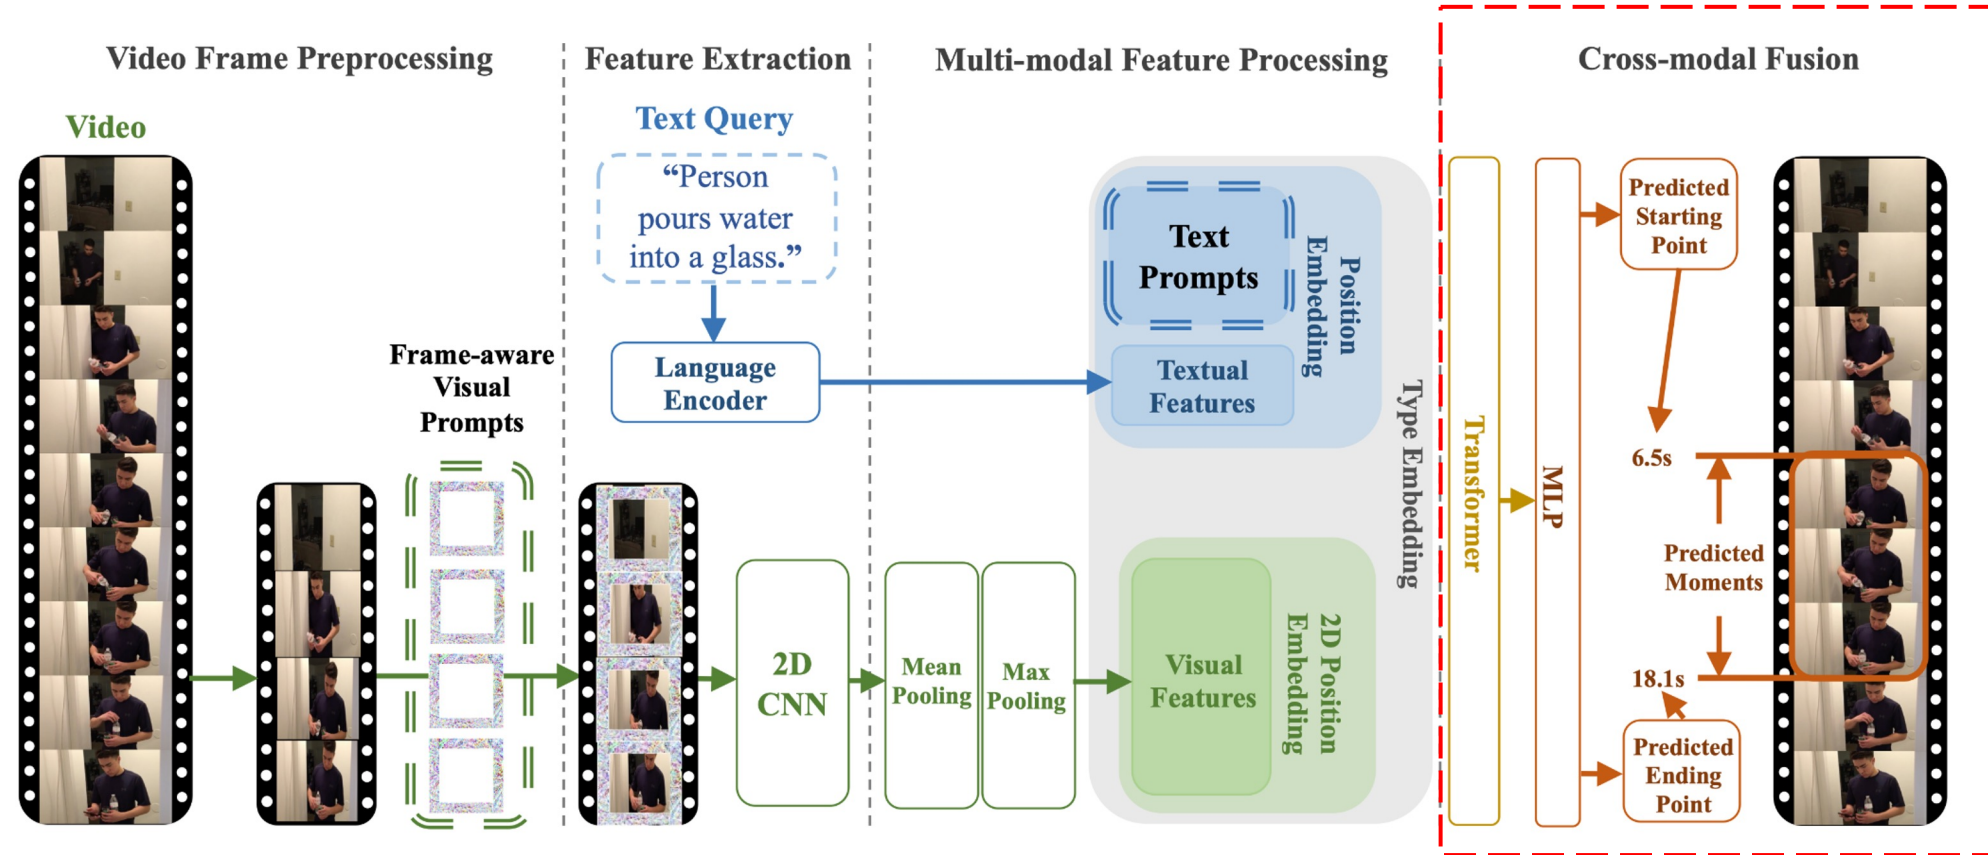 Video Frame Preprocessing
Feature Extraction
Multi-modal Feature Processing
Cross-modal Fusion
Video
Frame-aware
Visual
Prompts
Text Query
“Person
pours water
into a glass.”
Language
Encoder
2D
CNN
Mean
Pooling
Max
Pooling
Text
Prompts
Position
Embedding
Textual
Features
Visual
Features
2D Position
Embedding
Type Embedding
Transformer
MLP
Predicted
Starting
Point
6.5s
Predicted
Moments
18.1s
Predicted
Ending
Point